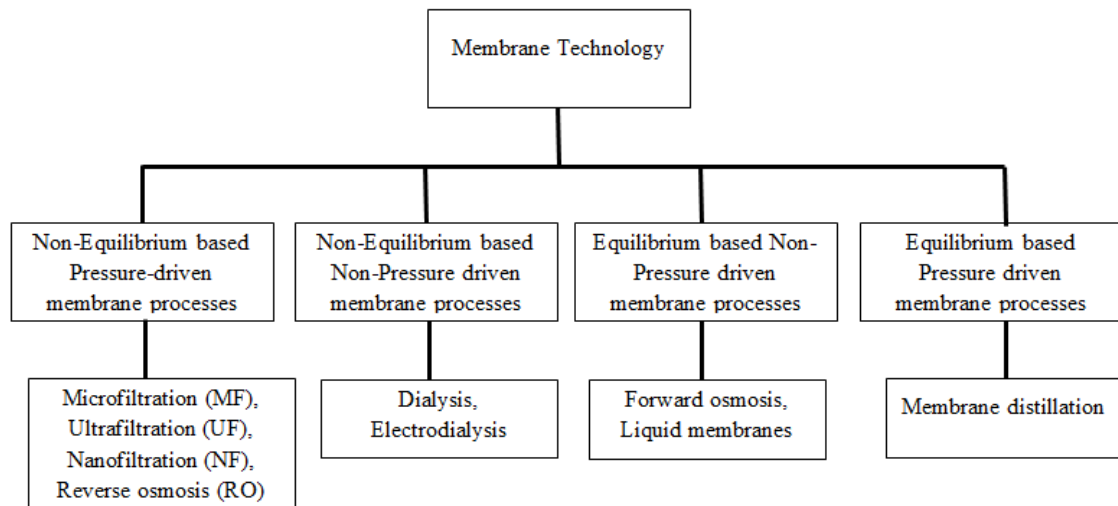 Membrane Technology
Non-Equilibrium based
Pressure-driven
membrane processes
Non-Equilibrium based
Non-Pressure driven
membrane processes
Equilibrium based Non-
Pressure driven
membrane processes
Equilibrium based
Pressure driven
membrane processes
Microfiltration (MF),
Ultrafiltration (UF),
Nanofiltration (NF),
Reverse osmosis (RO)
Dialysis,
Electrodialysis
Forward osmosis,
Liquid membranes
Membrane distillation